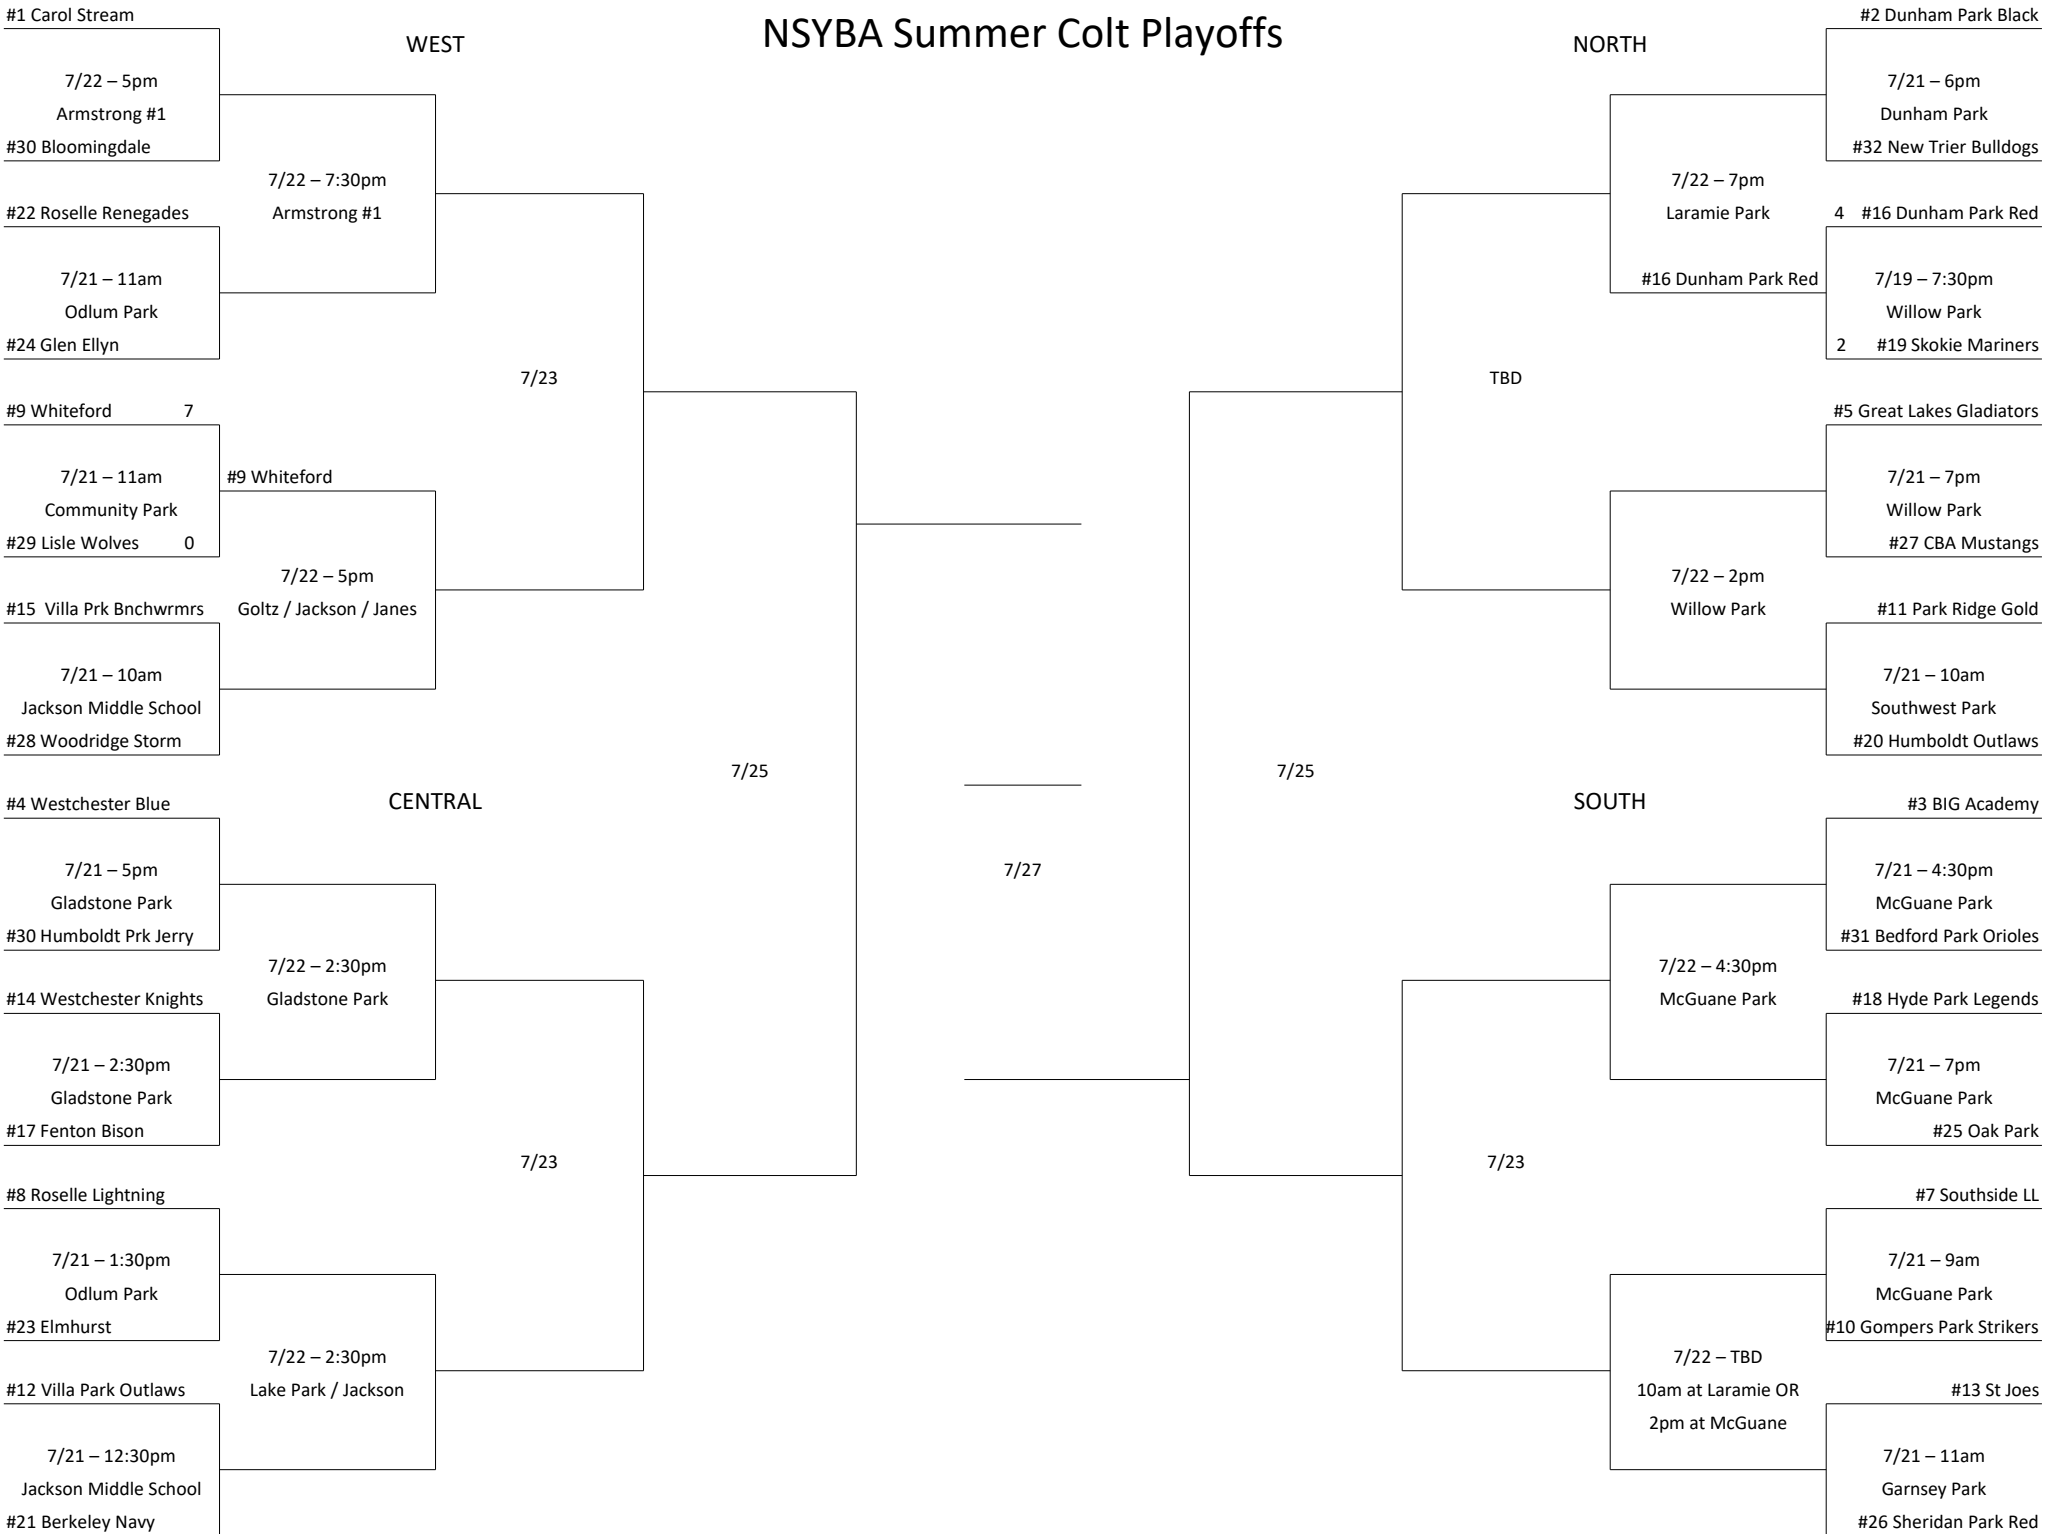 NSYBA Summer Colt Playoffs
WEST
#1 Carol Stream
7/22 – 5pm
Armstrong #1
#30 Bloomingdale
7/22 – 7:30pm
Armstrong #1
#22 Roselle Renegades
7/21 – 11am
Odlum Park
#24 Glen Ellyn
7/23
#9 Whiteford 7
7/21 – 11am
Community Park
#29 Lisle Wolves 0
#9 Whiteford
7/22 – 5pm
Goltz / Jackson / Janes
#15  Villa Prk Bnchwrmrs
7/21 – 10am
Jackson Middle School
#28 Woodridge Storm
7/25
CENTRAL
#4 Westchester Blue
7/21 – 5pm
Gladstone Park
#30 Humboldt Prk Jerry
7/22 – 2:30pm
Gladstone Park
#14 Westchester Knights
7/21 – 2:30pm
Gladstone Park
#17 Fenton Bison
7/23
#8 Roselle Lightning
7/21 – 1:30pm
Odlum Park
#23 Elmhurst
7/22 – 2:30pm
Lake Park / Jackson
#12 Villa Park Outlaws
7/21 – 12:30pm
Jackson Middle School
#21 Berkeley Navy
7/27
NORTH
#2 Dunham Park Black
7/21 – 6pm
Dunham Park
#32 New Trier Bulldogs
7/22 – 7pm
Laramie Park
4 #16 Dunham Park Red
#16 Dunham Park Red
7/19 – 7:30pm
Willow Park
2 #19 Skokie Mariners
TBD
#5 Great Lakes Gladiators
7/21 – 7pm
Willow Park
#27 CBA Mustangs
7/22 – 2pm
Willow Park
#11 Park Ridge Gold
7/21 – 10am
Southwest Park
#20 Humboldt Outlaws
7/25
SOUTH
#3 BIG Academy
7/21 – 4:30pm
McGuane Park
#31 Bedford Park Orioles
7/22 – 4:30pm
McGuane Park
#18 Hyde Park Legends
7/21 – 7pm
McGuane Park
#25 Oak Park
7/23
#7 Southside LL
7/21 – 9am
McGuane Park
#10 Gompers Park Strikers
7/22 – TBD
10am at Laramie OR
2pm at McGuane
#13 St Joes
7/21 – 11am
Garnsey Park
#26 Sheridan Park Red